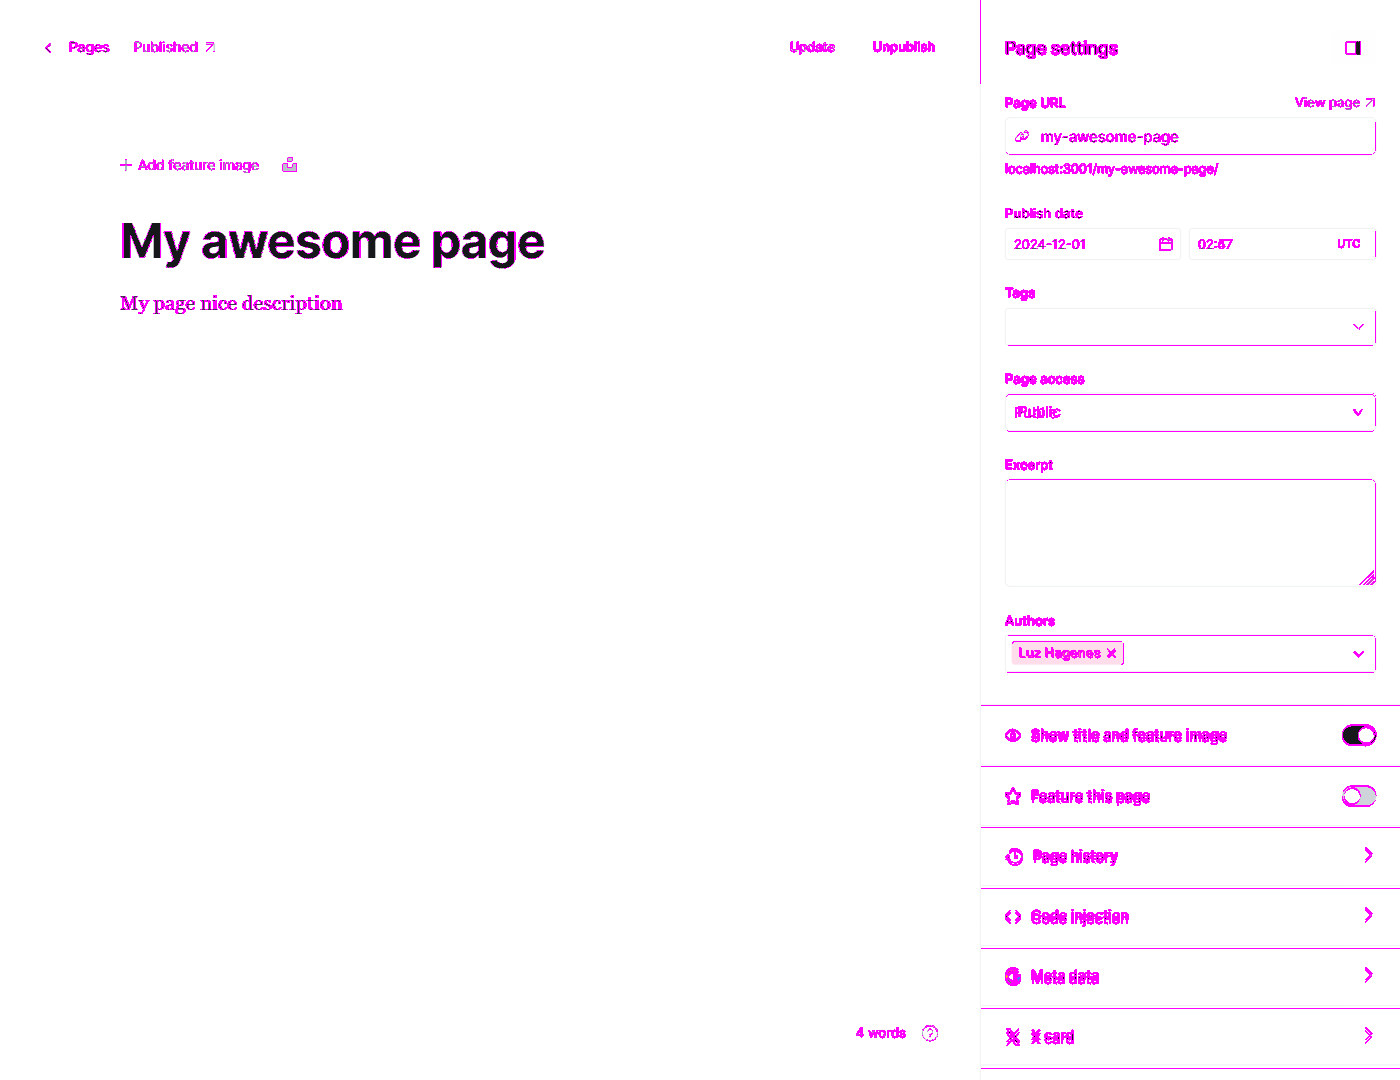 Pages Published
Update Unpublish
Add feature image
My awesome page
My page nice description
4 words
Page settings
Page URL View page
my-awesome-page
localhost:3001/my-awesome-page/
Publish date
2024-12-01 UTC
Tags
Page access
Public
Excerpt
Authors
Luz Hagenes
Show title and feature image
Feature this page
Page history
Code injection
Meta data
X card